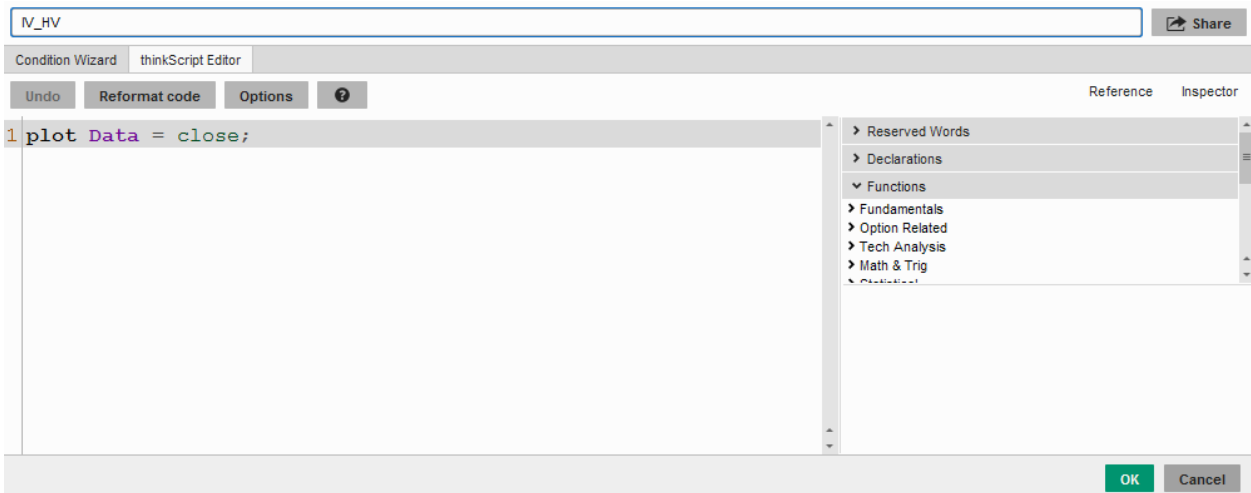 IV_HV
Share
Condition Wizard thinkScript Editor
Undo Reformat code Options ?
Reference Inspector
1 plot Data = close;
Reserved Words
Declarations
Functions
Fundamentals
Option Related
Tech Analysis
Math & Trig
Statistical
OK Cancel